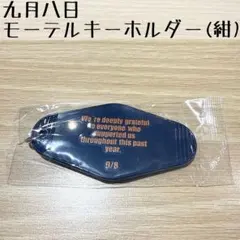 九月八日
モーテルキーホルダー(紺)
We're deeply grateful
to everyone who
supported us
throughout this past
year.
9/8